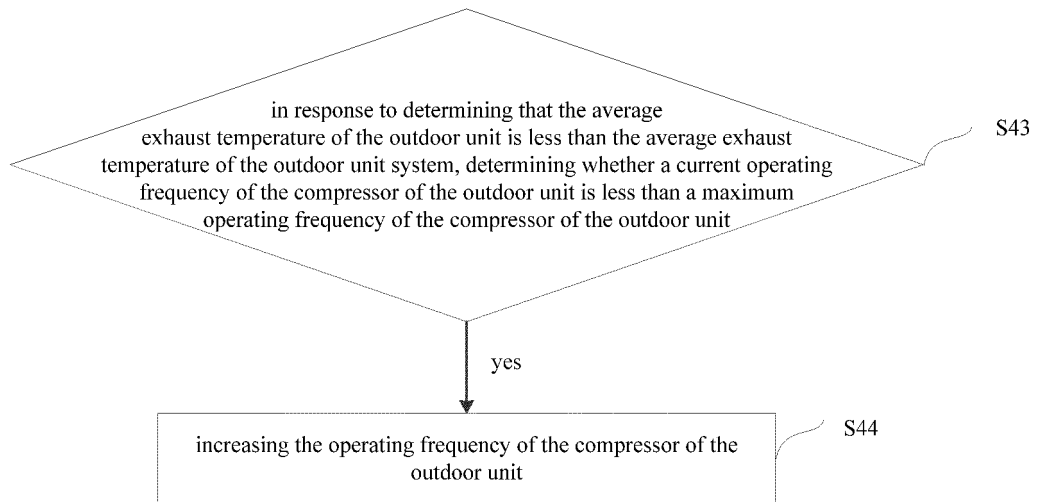 in response to determining that the average
exhaust temperature of the outdoor unit is less than the average exhaust
temperature of the outdoor unit system, determining whether a current operating
frequency of the compressor of the outdoor unit is less than a maximum
operating frequency of the compressor of the outdoor unit
S43
yes
increasing the operating frequency of the compressor of the
outdoor unit
S44